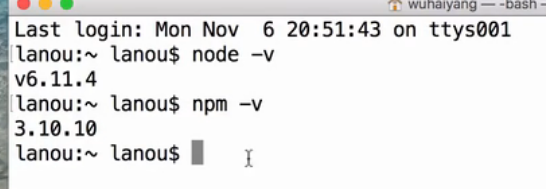 wuhaiyang — -bash —
Last login: Mon Nov  6 20:51:43 on ttys001
[lanou:~ lanou$ node -v
v6.11.4
[lanou:~ lanou$ npm -v
3.10.10
lanou:~ lanou$